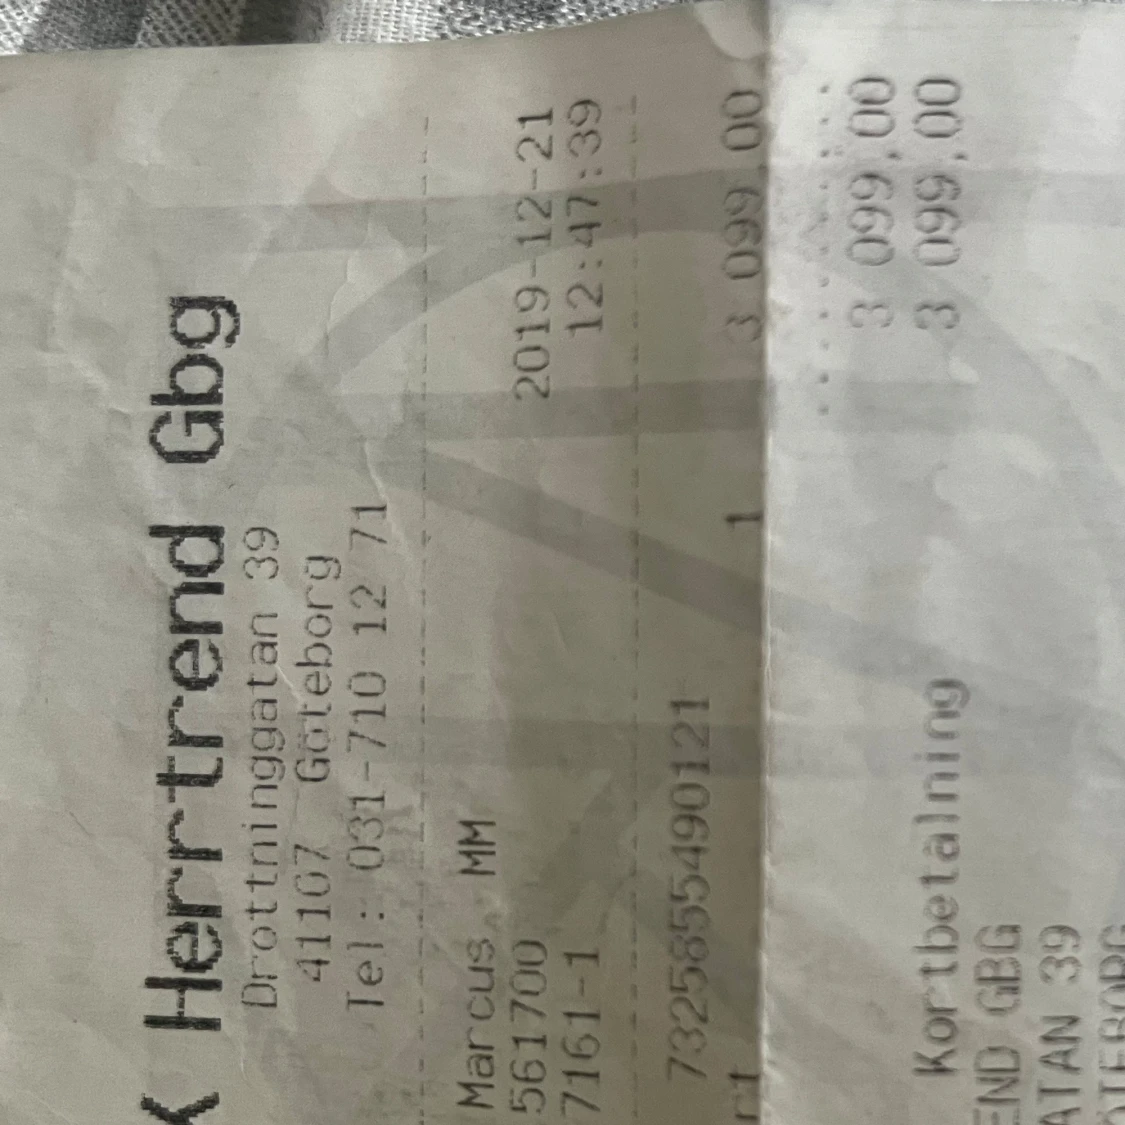 k Herrtrend Gbg
Drottninggatan 39
41107 Göteborg
Tel: 031-710 12 71
Marcus MM
561700 2019-12-21
7161-1 12:47:39
7325855490121
rt 1 3 099,00
3 099,00
Kortbetalning 3 099,00
END GBG
ATAN 39